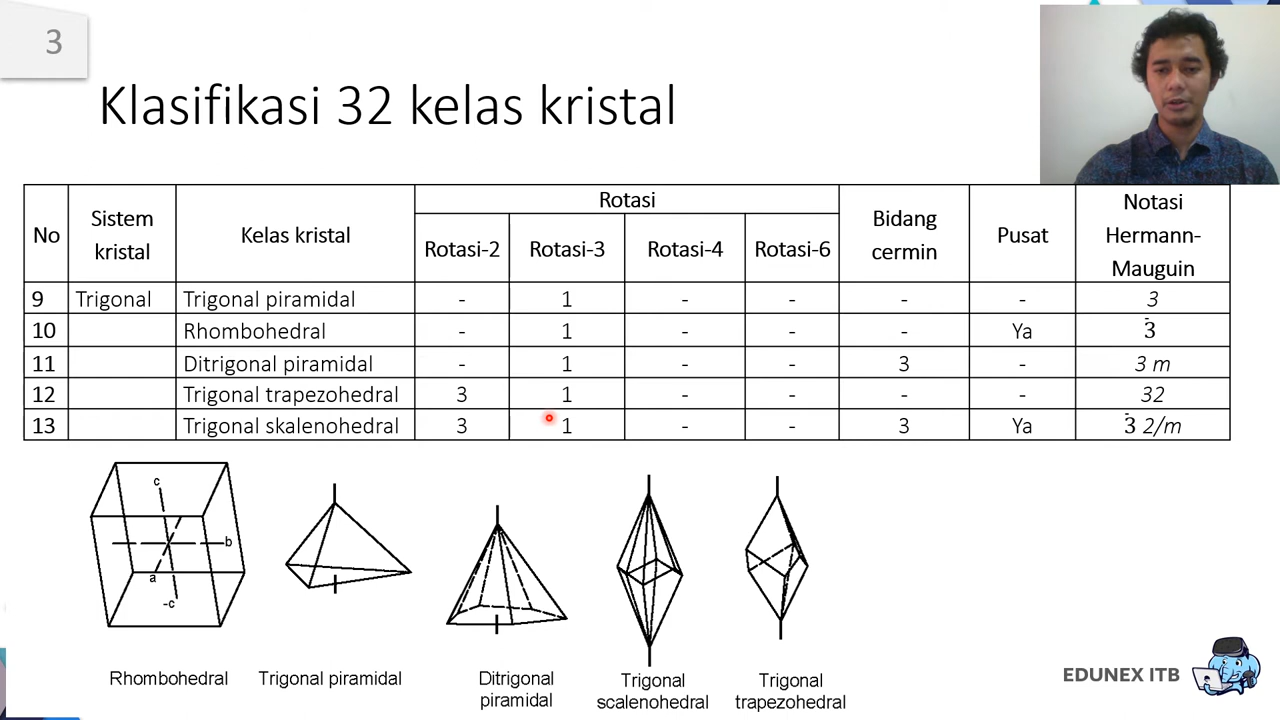 3
Klasifikasi 32 kelas kristal
No Sistem kristal Kelas kristal Rotasi Bidang cermin Pusat Notasi Hermann-Mauguin
Rotasi-2 Rotasi-3 Rotasi-4 Rotasi-6
9 Trigonal Trigonal piramidal - 1 - - - - 3
10 Rhombohedral - 1 - - - Ya 3̄
11 Ditrigonal piramidal - 1 - - 3 - 3 m
12 Trigonal trapezohedral 3 1 - - - - 32
13 Trigonal skalenohedral 3 1 - - 3 Ya 3̄ 2/m
c
b
a
-c
Rhombohedral
Trigonal piramidal
Ditrigonal
piramidal
Trigonal
scalenohedral
Trigonal
trapezohedral
EDUNEX ITB